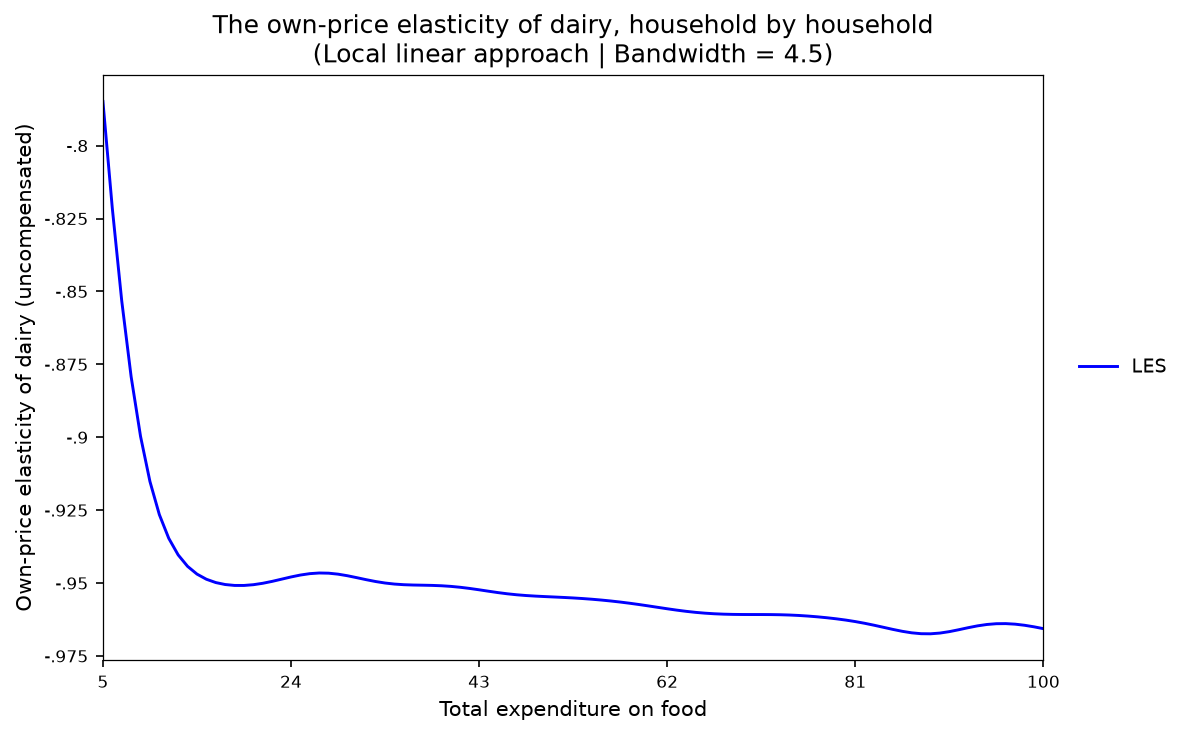 The own-price elasticity of dairy, household by household
(Local linear approach | Bandwidth = 4.5)
Own-price elasticity of dairy (uncompensated)
-.8
-.825
-.85
-.875
-.9
-.925
-.95
-.975
5
24
43
62
81
100
Total expenditure on food
LES